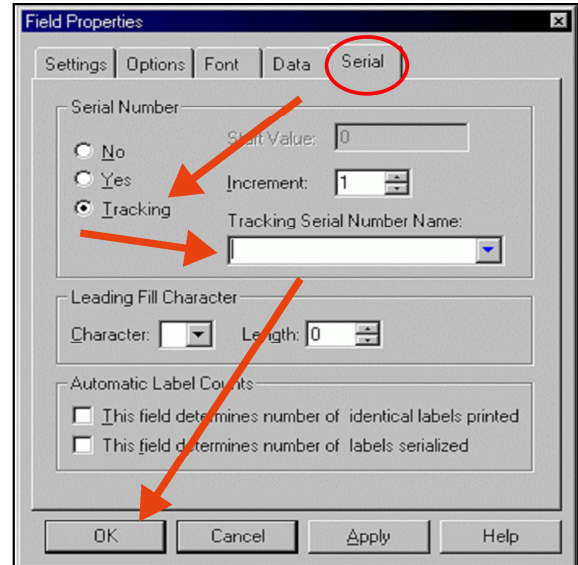 Field Properties
Settings Options Font Data Serial
Serial Number
Start Value: 0
No
Yes Increment: 1
Tracking
Tracking Serial Number Name:
Leading Fill Character
Character: Length: 0
Automatic Label Counts
This field determines number of identical labels printed
This field determines number of labels serialized
OK Cancel Apply Help